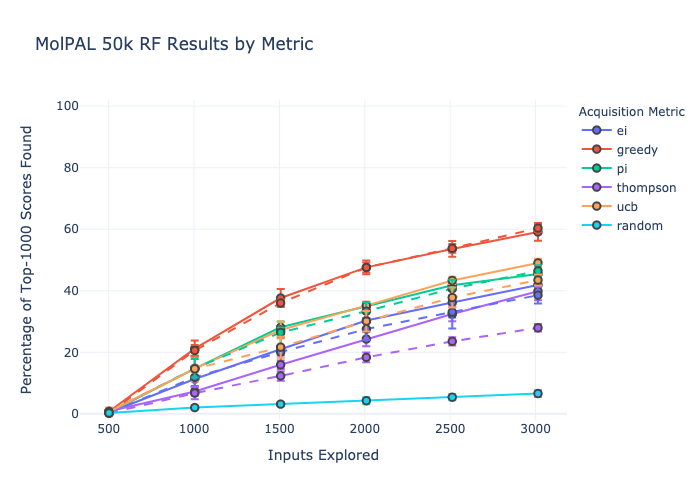 MolPAL 50k RF Results by Metric
Percentage of Top-1000 Scores Found
100
80
60
40
20
0
500
1000
1500
2000
2500
3000
Inputs Explored
Acquisition Metric
ei
greedy
pi
thompson
ucb
random